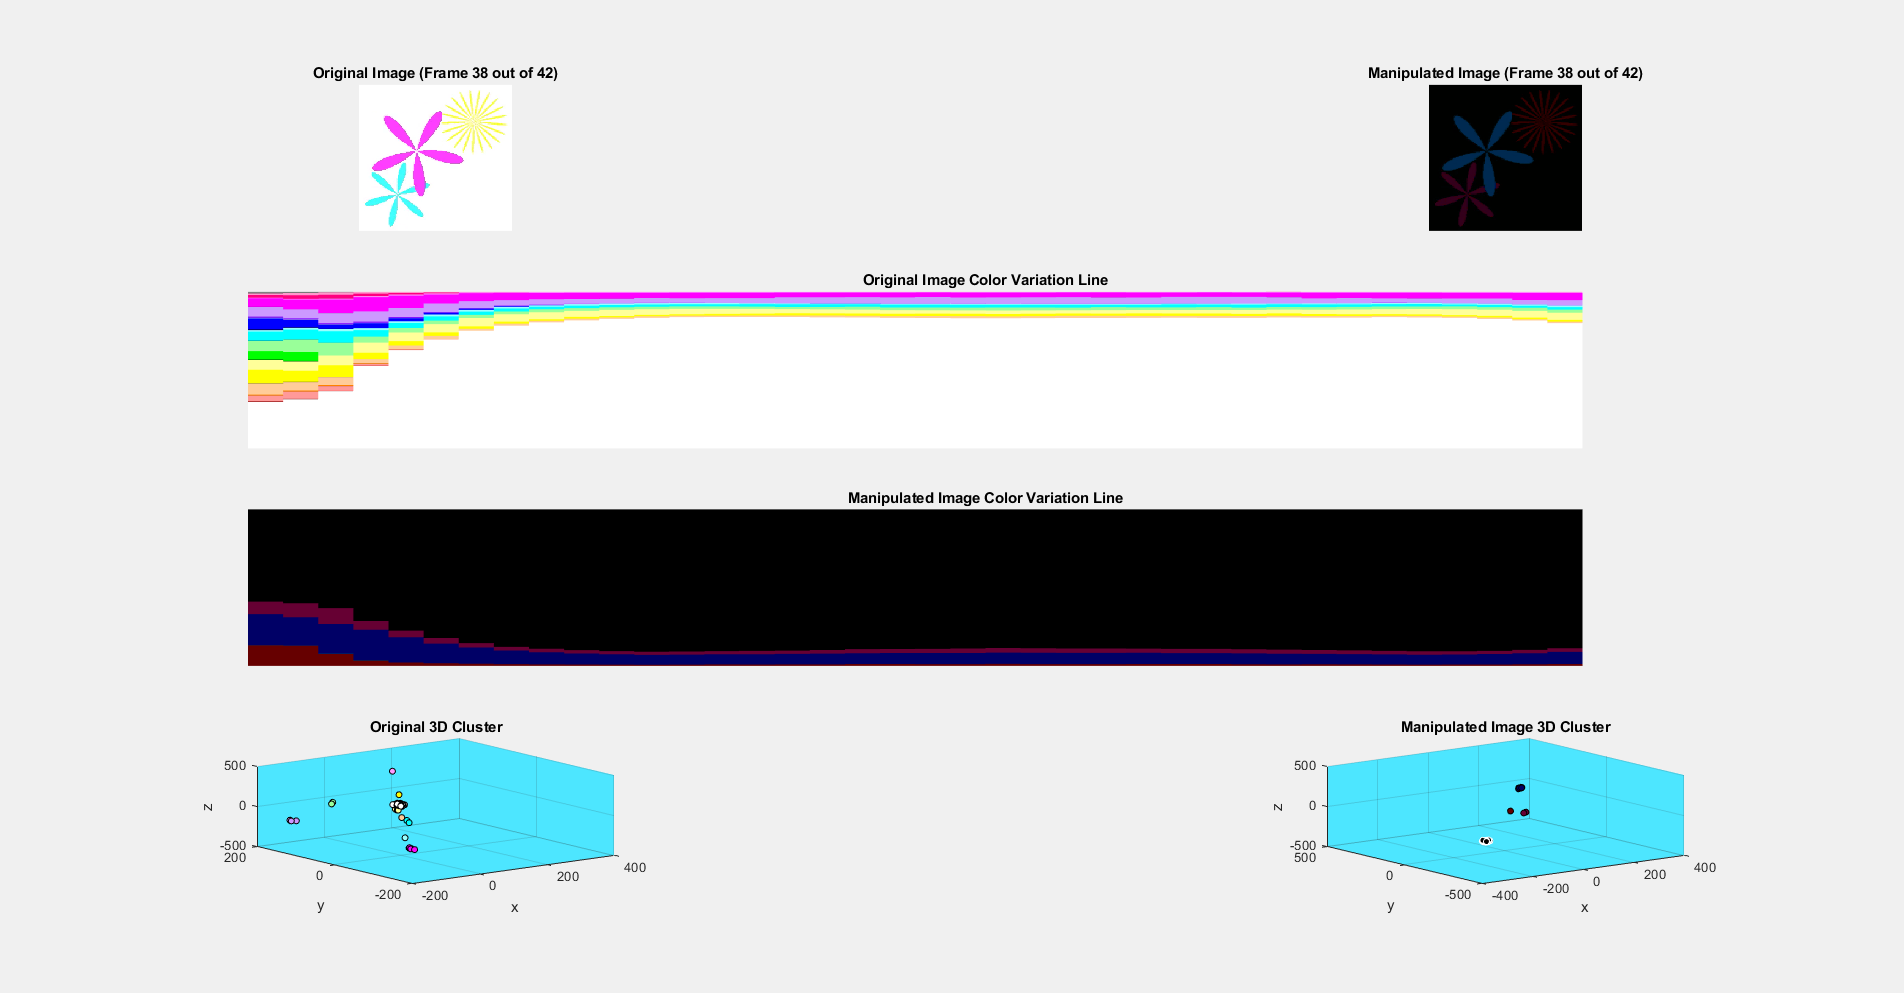 Original Image (Frame 38 out of 42)
Manipulated Image (Frame 38 out of 42)
Original Image Color Variation Line
Manipulated Image Color Variation Line
Original 3D Cluster
500
0
-500
z
200
0
-200
y
-200
0
200
400
x
Manipulated Image 3D Cluster
500
0
-500
z
500
0
-500
y
-400
-200
0
200
400
x